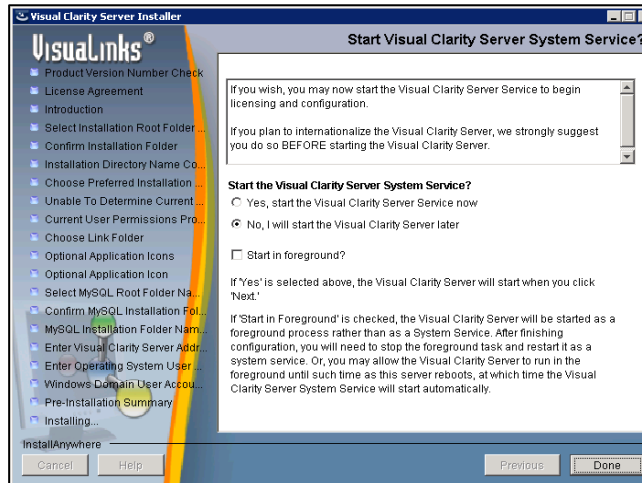 Visual Clarity Server Installer
VisuaLinks®
Start Visual Clarity Server System Service?
Product Version Number Check
License Agreement
Introduction
Select Installation Root Folder ...
Confirm Installation Folder
Installation Directory Name Co...
Choose Preferred Installation ...
Unable To Determine Current ...
Current User Permissions Pro...
Choose Link Folder
Optional Application Icons
Optional Application Icon
Select MySQL Root Folder Na...
Confirm MySQL Installation Fol...
MySQL Installation Folder Nam...
Enter Visual Clarity Server Addr...
Enter Operating System User ...
Windows Domain User Accou...
Pre-Installation Summary
Installing...
If you wish, you may now start the Visual Clarity Server Service to begin
licensing and configuration.
If you plan to internationalize the Visual Clarity Server, we strongly suggest
you do so BEFORE starting the Visual Clarity Server.
Start the Visual Clarity Server System Service?
Yes, start the Visual Clarity Server Service now
No, I will start the Visual Clarity Server later
Start in foreground?
If 'Yes' is selected above, the Visual Clarity Server will start when you click
'Next.'
If 'Start in Foreground' is checked, the Visual Clarity Server will be started as a
foreground process rather than as a System Service. After finishing
configuration, you will need to stop the foreground task and restart it as a
system service. Or, you may allow the Visual Clarity Server to run in the
foreground until such time as this server reboots, at which time the Visual
Clarity Server System Service will start automatically.
InstallAnywhere
Cancel
Help
Previous
Done